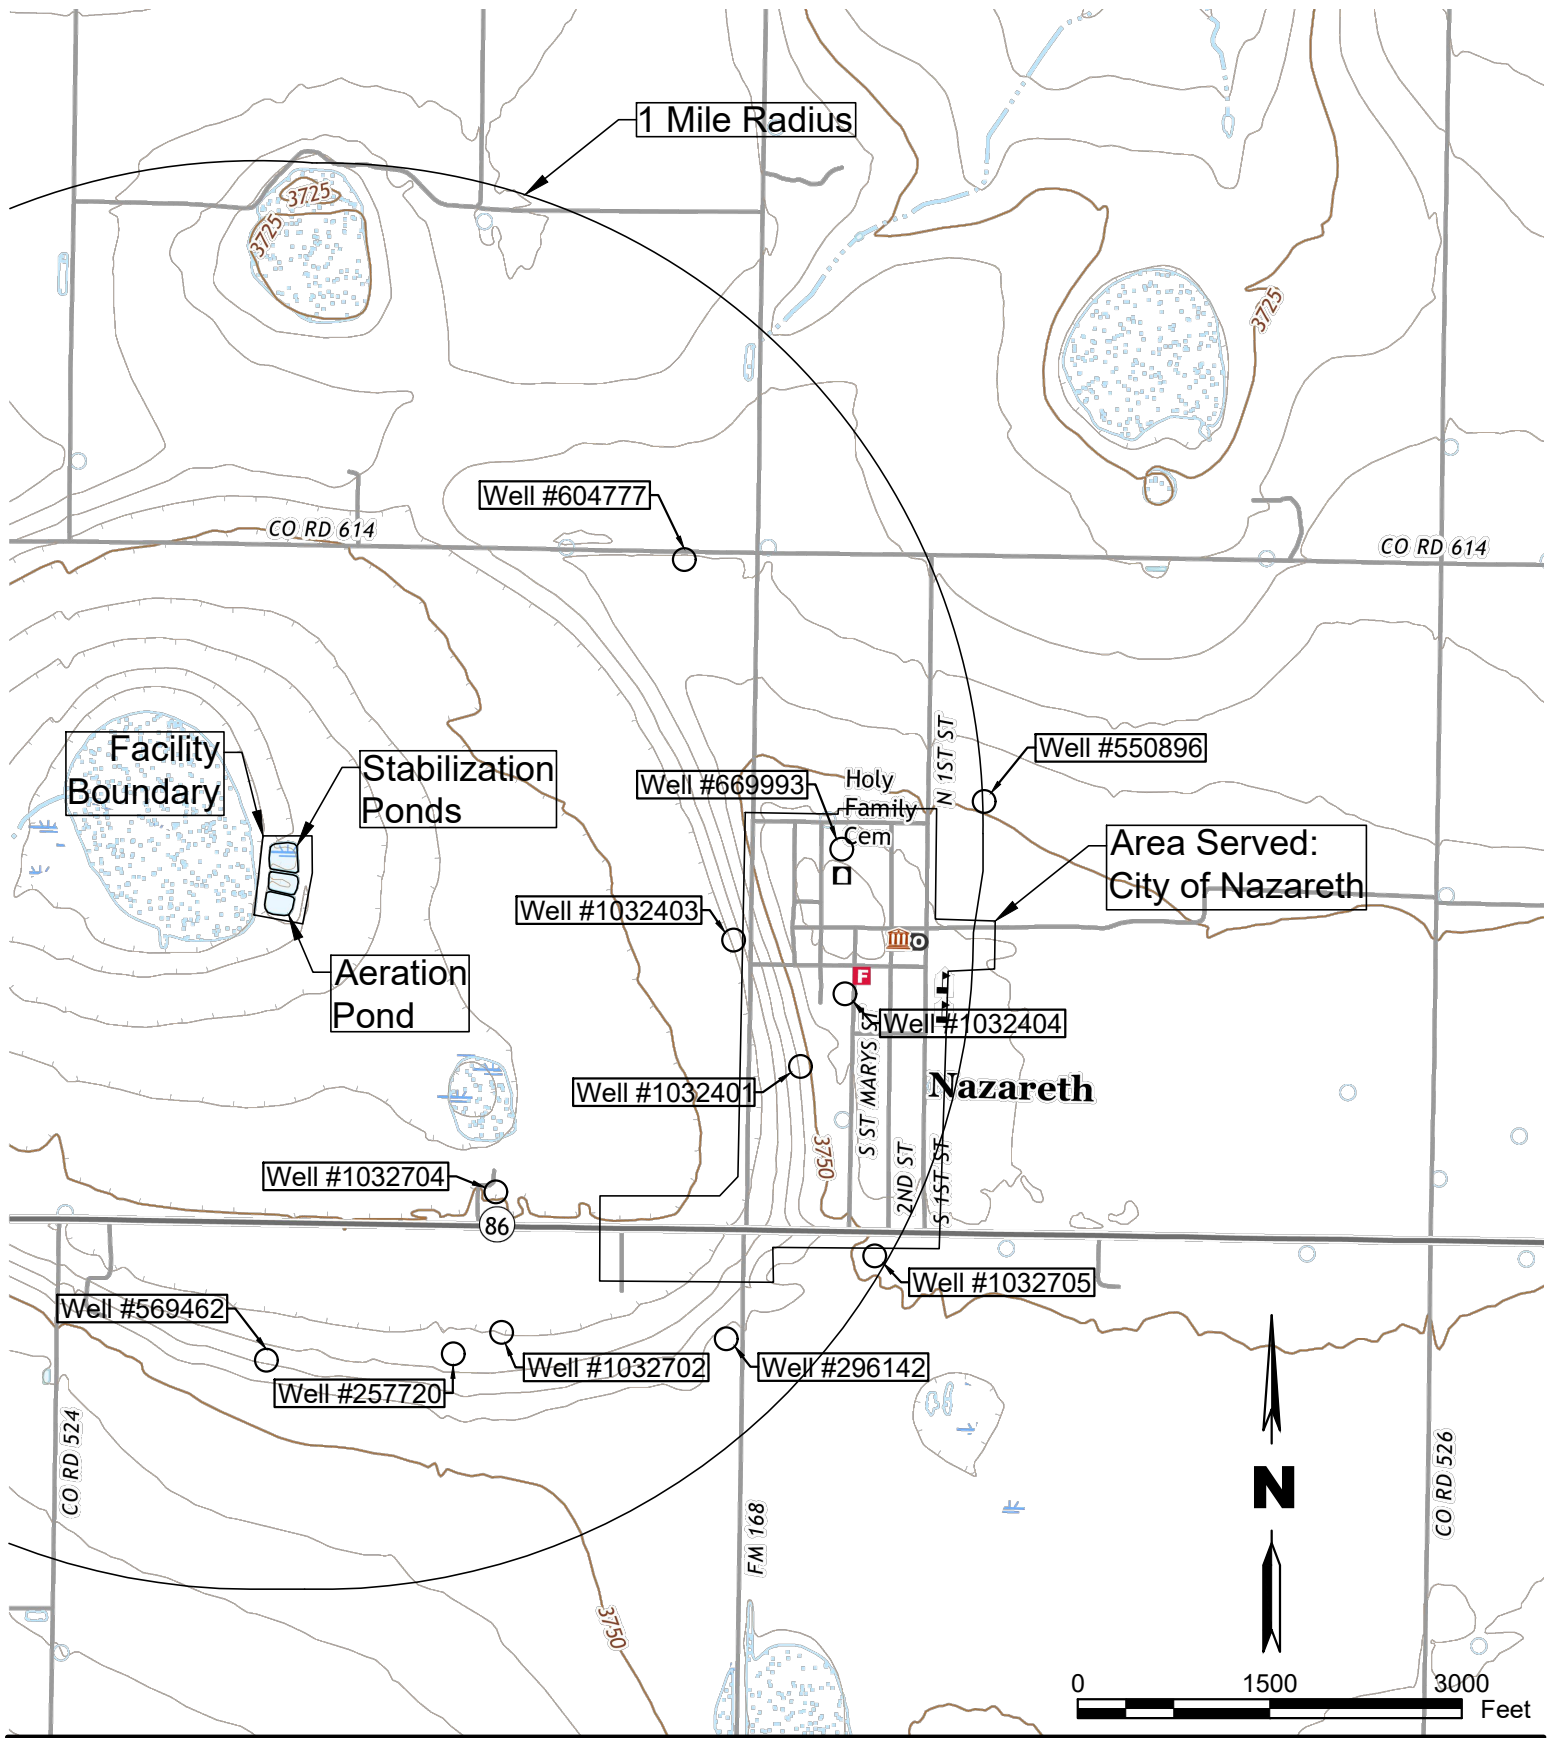 1 Mile Radius
3725
3725
3725
Well #604777
CO RD 614
CO RD 614
N 1ST ST
Facility
Boundary
Stabilization
Ponds
Well #550896
Well #669993
Holy
Family
Cem
Area Served:
City of Nazareth
Well #1032403
Aeration
Pond
F
Well #1032404
S ST MARYS ST
Nazareth
Well #1032401
3750
2ND ST
S 1ST ST
Well #1032704
86
Well #1032705
Well #569462
Well #1032702
Well #296142
Well #257720
CO RD 524
CO RD 526
N
FM 168
3750
0 1500 3000
Feet